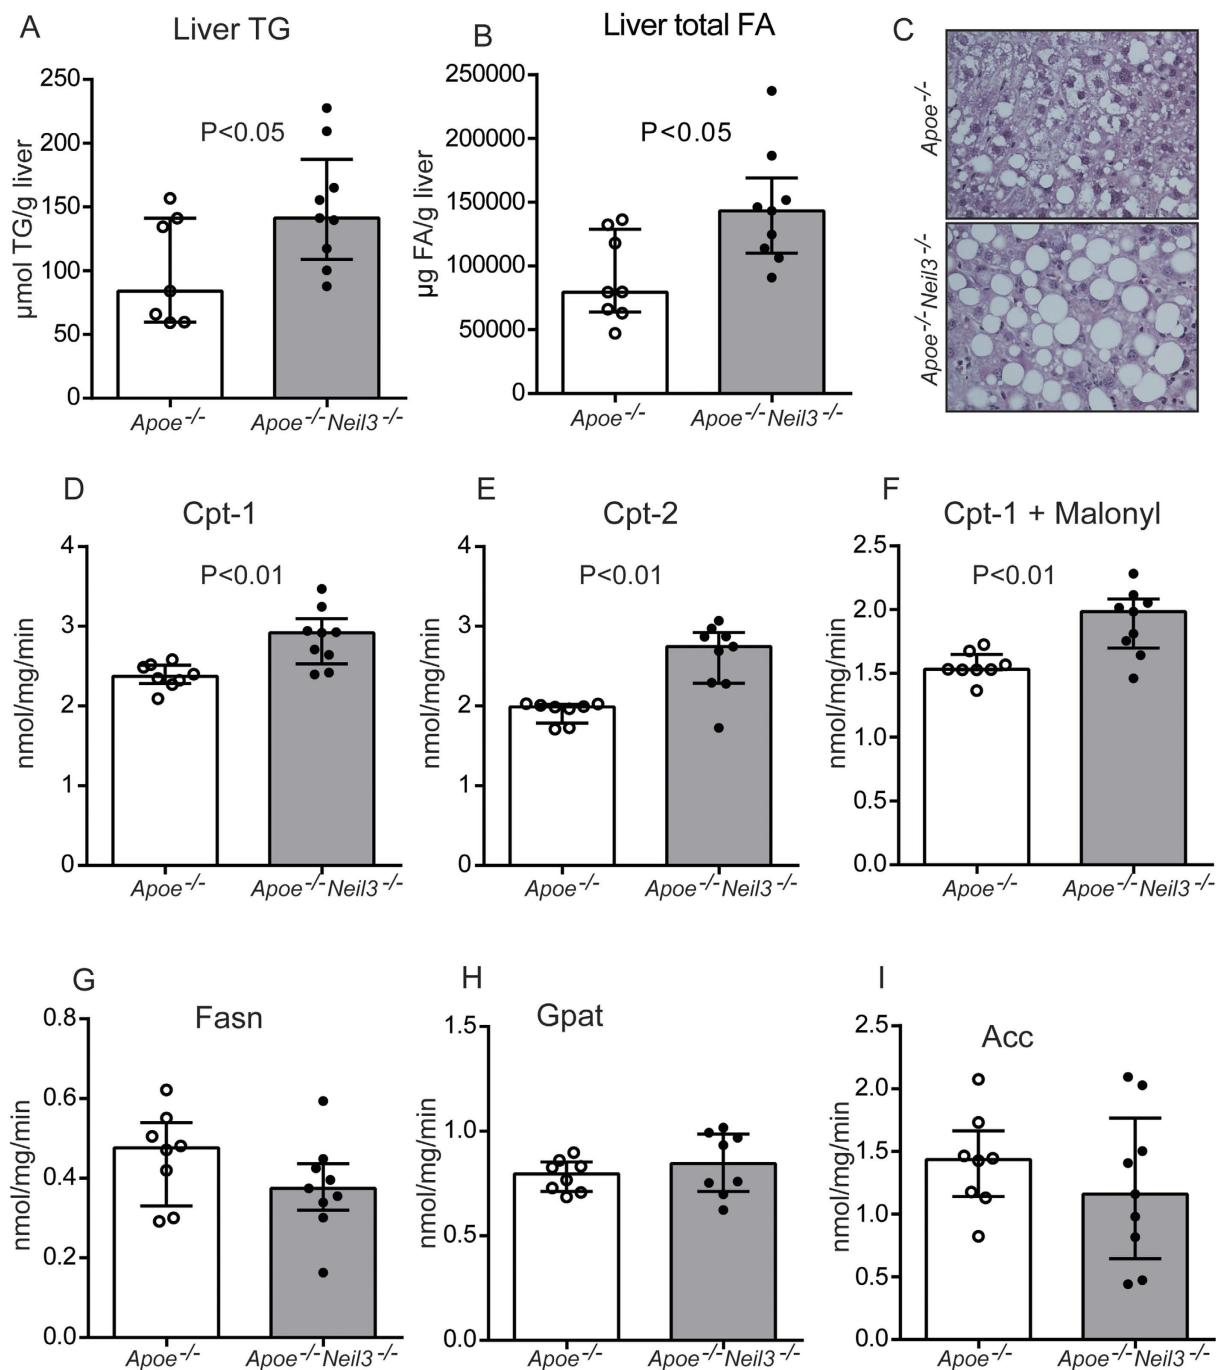 A
Liver TG
μmol TG/g liver
250
200
150
100
50
0
P<0.05
Apoe-/-
Apoe-/-Neil3-/-
B
Liver total FA
μg FA/g liver
250000
200000
150000
100000
50000
0
P<0.05
Apoe-/-
Apoe-/-Neil3-/-
C
Apoe-/-
Apoe-/-Neil3-/-
D
Cpt-1
nmol/mg/min
4
3
2
1
0
P<0.01
Apoe-/-
Apoe-/-Neil3-/-
E
Cpt-2
nmol/mg/min
4
3
2
1
0
P<0.01
Apoe-/-
Apoe-/-Neil3-/-
F
Cpt-1 + Malonyl
nmol/mg/min
2.5
2.0
1.5
1.0
0.5
0.0
P<0.01
Apoe-/-
Apoe-/-Neil3-/-
G
Fasn
nmol/mg/min
0.8
0.6
0.4
0.2
0.0
Apoe-/-
Apoe-/-Neil3-/-
H
Gpat
nmol/mg/min
1.5
1.0
0.5
0.0
Apoe-/-
Apoe-/-Neil3-/-
I
Acc
nmol/mg/min
2.5
2.0
1.5
1.0
0.5
0.0
Apoe-/-
Apoe-/-Neil3-/-